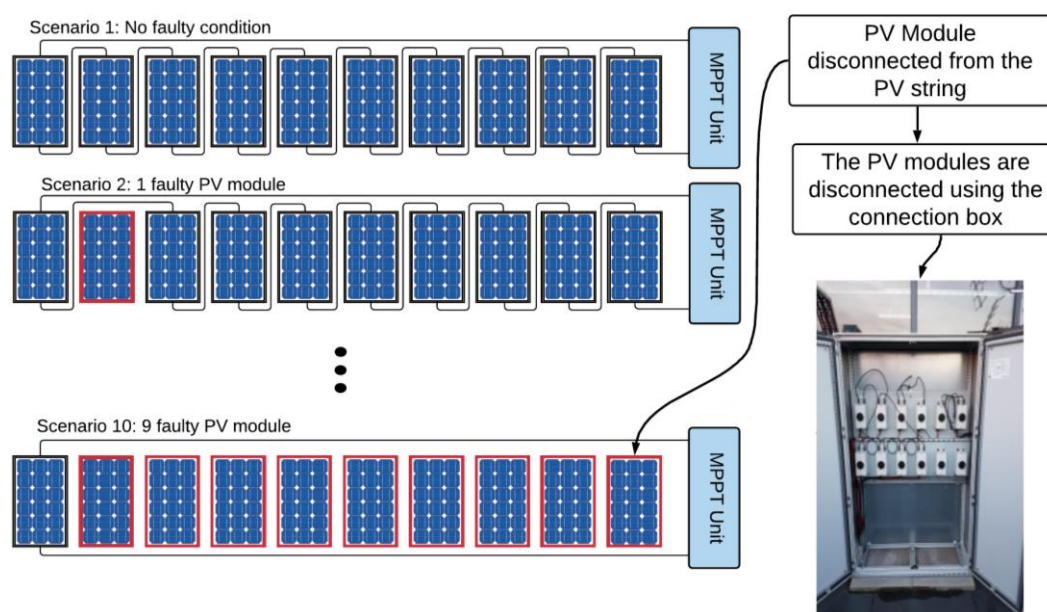 Scenario 1: No faulty condition
MPPT Unit
Scenario 2: 1 faulty PV module
MPPT Unit
Scenario 10: 9 faulty PV module
MPPT Unit
PV Module
disconnected from the
PV string
The PV modules are
disconnected using the
connection box